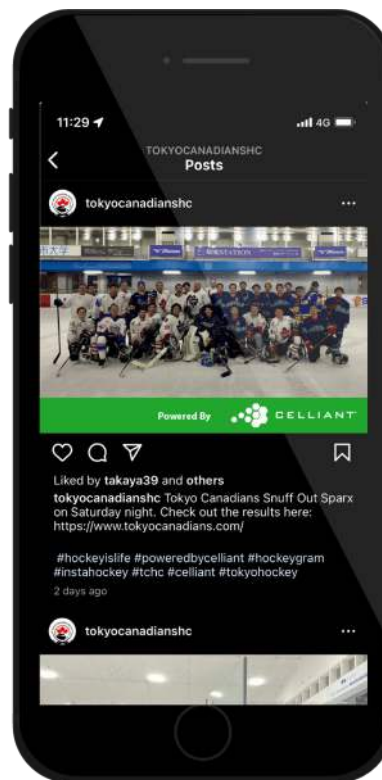 11:29
4G
TOKYOCANADIANSHC
Posts
tokyocanadianshc
Powered By CELLIANT
Liked by takaya39 and others
tokyocanadianshc Tokyo Canadians Snuff Out Sparx
on Saturday night. Check out the results here:
https://www.tokyocanadians.com/
#hockeyislife #poweredbycelliant #hockeygram
#instahockey #tchc #celliant #tokyohockey
2 days ago
tokyocanadianshc